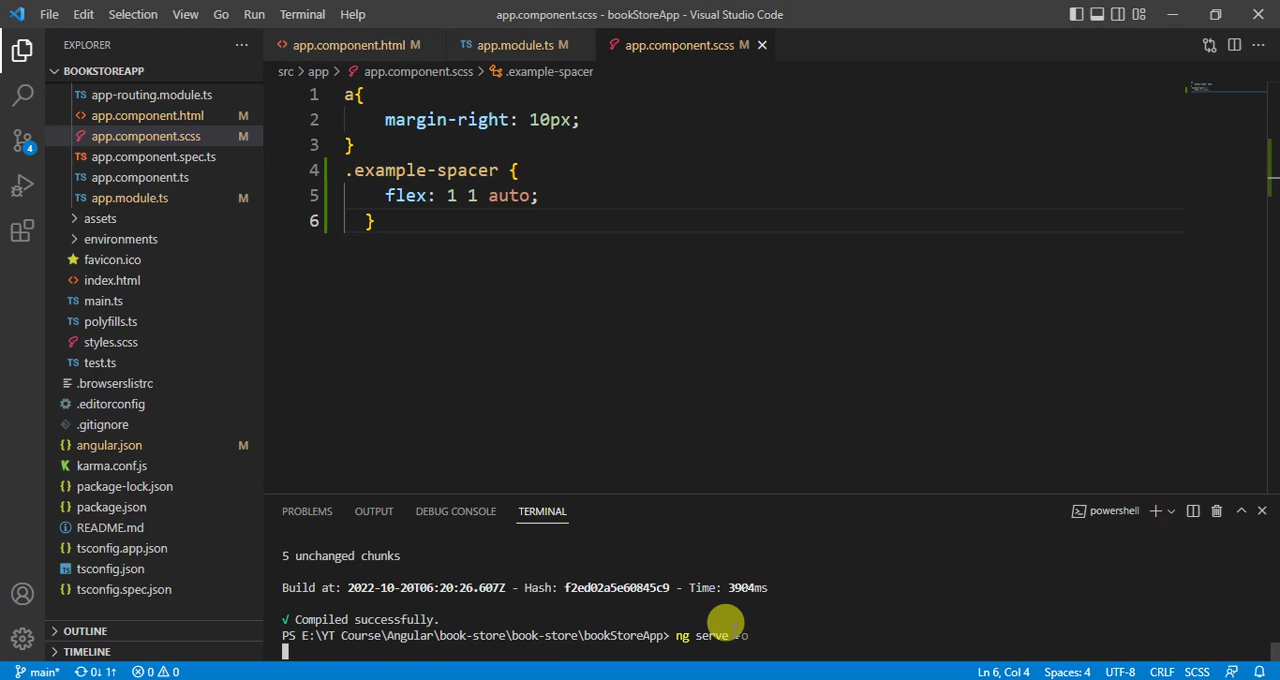 File Edit Selection View Go Run Terminal Help app.component.scss - bookStoreApp - Visual Studio Code
EXPLORER
app.component.html M app.module.ts M app.component.scss M
BOOKSTOREAPP
src > app > app.component.scss > .example-spacer
app-routing.module.ts
app.component.html M
app.component.scss M
app.component.spec.ts
app.component.ts
app.module.ts M
assets
environments
favicon.ico
index.html
main.ts
polyfills.ts
styles.scss
test.ts
.browserslistrc
.editorconfig
.gitignore
angular.json M
karma.conf.js
package-lock.json
package.json
README.md
tsconfig.app.json
tsconfig.json
tsconfig.spec.json
OUTLINE
TIMELINE
4
1 a{
2 margin-right: 10px;
3 }
4 .example-spacer {
5 flex: 1 1 auto;
6 }
PROBLEMS OUTPUT DEBUG CONSOLE TERMINAL powershell
5 unchanged chunks
Build at: 2022-10-20T06:20:26.607Z - Hash: f2ed02a5e60845c9 - Time: 3904ms
√ Compiled successfully.
PS E:\YT Course\Angular\book-store\book-store\bookStoreApp> ng serve -o
main* 0↓ 1↑ 0 0 Ln 6, Col 4 Spaces: 4 UTF-8 CRLF SCSS